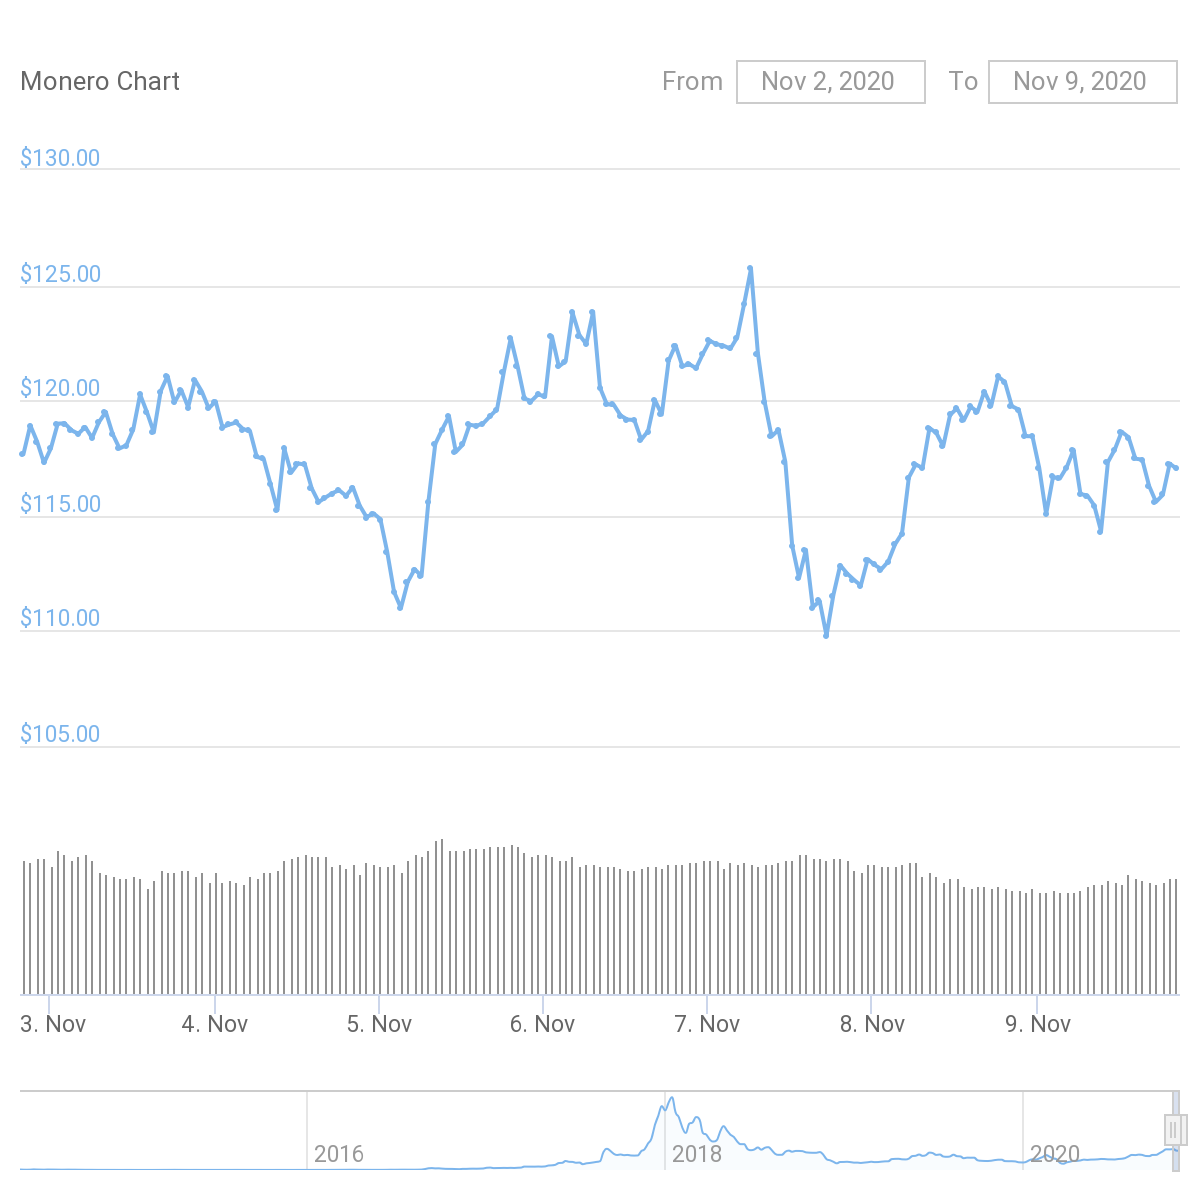 Monero Chart From Nov 2, 2020 To Nov 9, 2020
$130.00
$125.00
$120.00
$115.00
$110.00
$105.00
3. Nov 4. Nov 5. Nov 6. Nov 7. Nov 8. Nov 9. Nov
2016 2018 2020